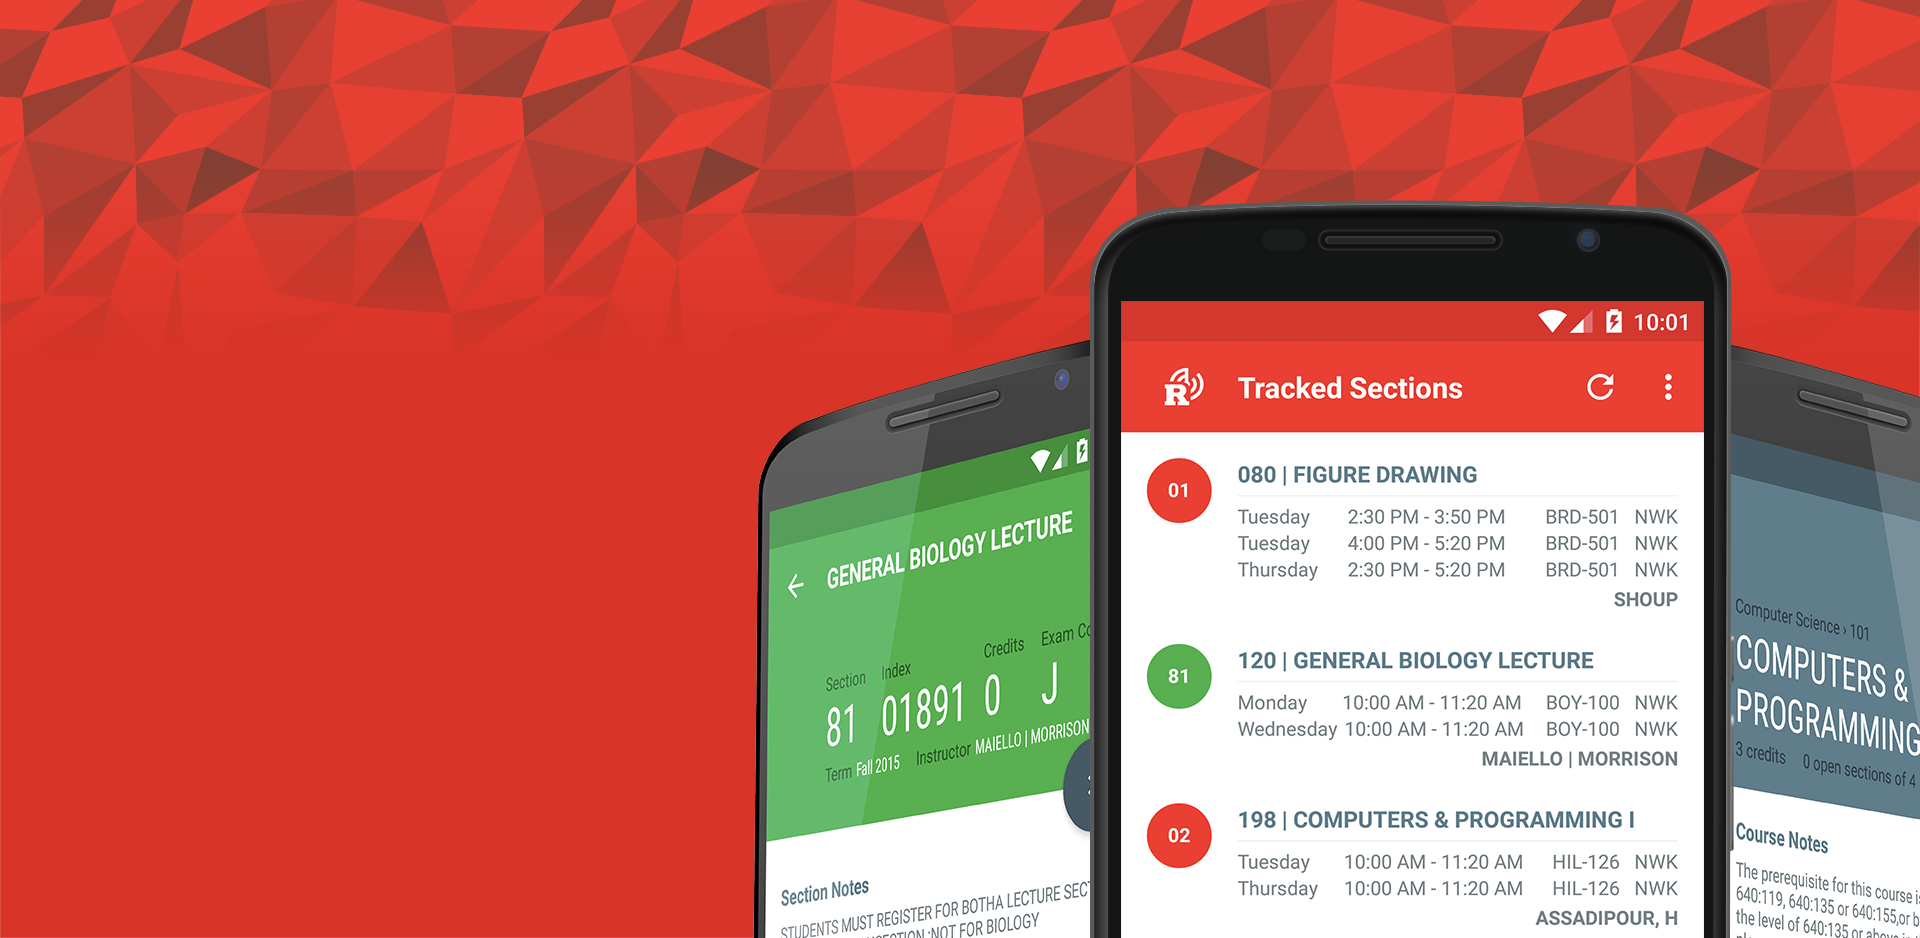 GENERAL BIOLOGY LECTURE
Section
Index
Credits
Exam
81
01891
0
J
Term Fall 2015
Instructor MAIELLO | MORRISON
Section Notes
STUDENTS MUST REGISTER FOR BOTHA LECTURE
:NOT FOR BIOLOGY
10:01
R
Tracked Sections
01
080 | FIGURE DRAWING
Tuesday 2:30 PM - 3:50 PM BRD-501 NWK
Tuesday 4:00 PM - 5:20 PM BRD-501 NWK
Thursday 2:30 PM - 5:20 PM BRD-501 NWK
SHOUP
81
120 | GENERAL BIOLOGY LECTURE
Monday 10:00 AM - 11:20 AM BOY-100 NWK
Wednesday 10:00 AM - 11:20 AM BOY-100 NWK
MAIELLO | MORRISON
02
198 | COMPUTERS & PROGRAMMING I
Tuesday 10:00 AM - 11:20 AM HIL-126 NWK
Thursday 10:00 AM - 11:20 AM HIL-126 NWK
ASSADIPOUR, H
Computer Science › 101
COMPUTERS &
PROGRAMMING
3 credits 0 open sections of 4
Course Notes
The prerequisite for this course is
640:119, 640:135 or 640:155,or
the level of 640:135 or above